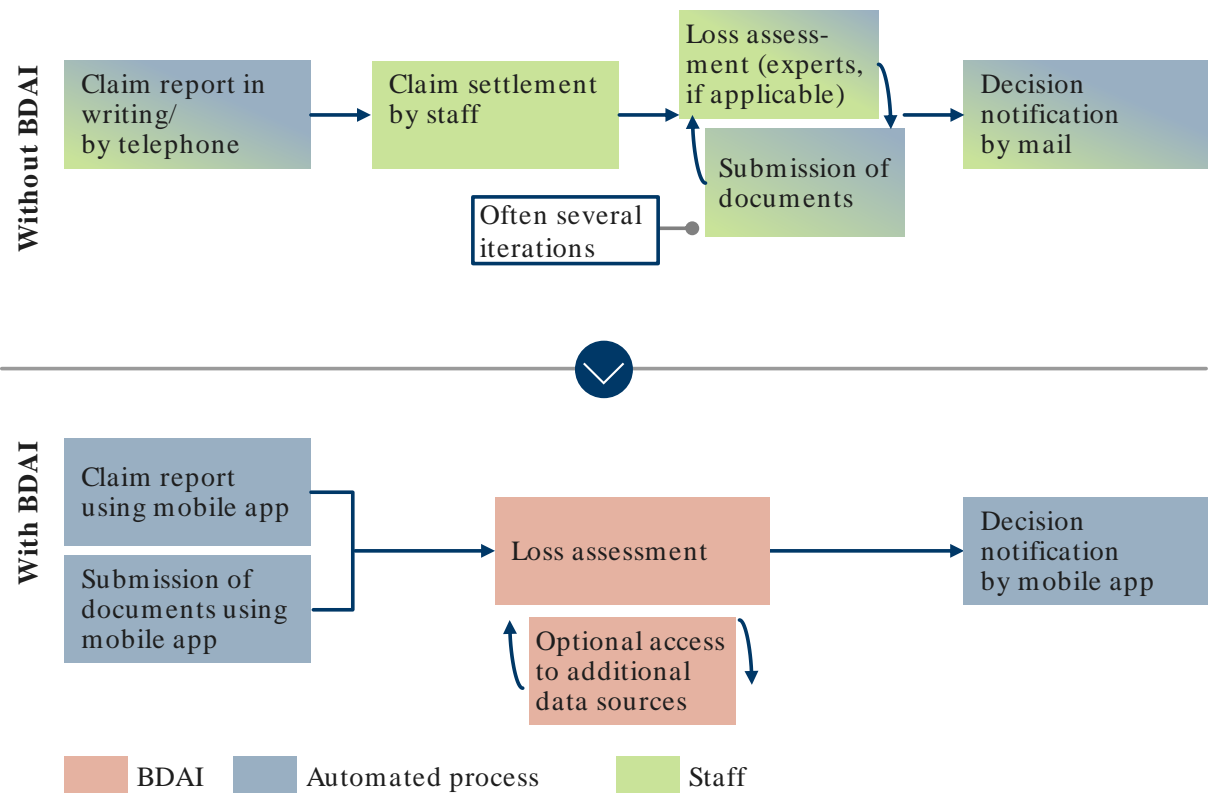 Without BDAI
Claim report in
writing/
by telephone
Claim settlement
by staff
Loss assess-
ment (experts,
if applicable)
Submission of
documents
Often several
iterations
Decision
notification
by mail
With BDAI
Claim report
using mobile app
Submission of
documents using
mobile app
Loss assessment
Optional access
to additional
data sources
Decision
notification
by mobile app
BDAI
Automated process
Staff